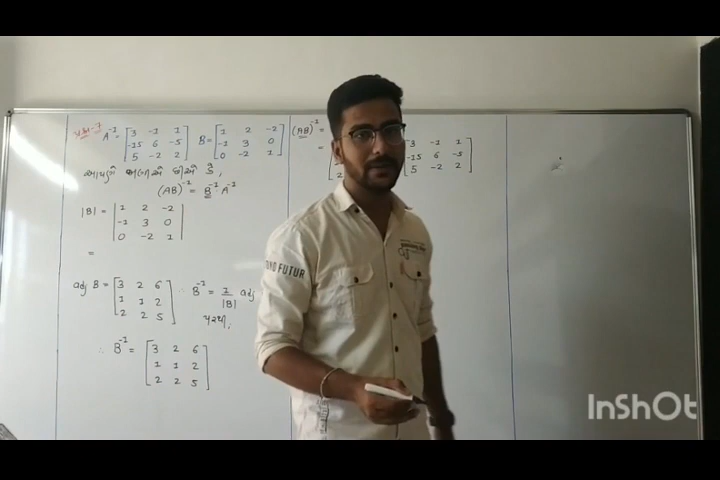 A⁻¹ = [3 -1 1; -15 6 -5; 5 -2 2] B = [1 2 -2; -1 3 0; 0 -2 1]
(AB)⁻¹ = B⁻¹ · A⁻¹
|B| = |1 2 -2; -1 3 0; 0 -2 1|
=
adj B = [3 2 6; 1 1 2; 2 2 5] ∴ B⁻¹ = 1/|B| adj
પરથી,
∴ B⁻¹ = [3 2 6; 1 1 2; 2 2 5]
(AB)⁻¹ =
= [3 -1 1; -15 6 -5; 5 -2 2]
FUTUR
InShOt